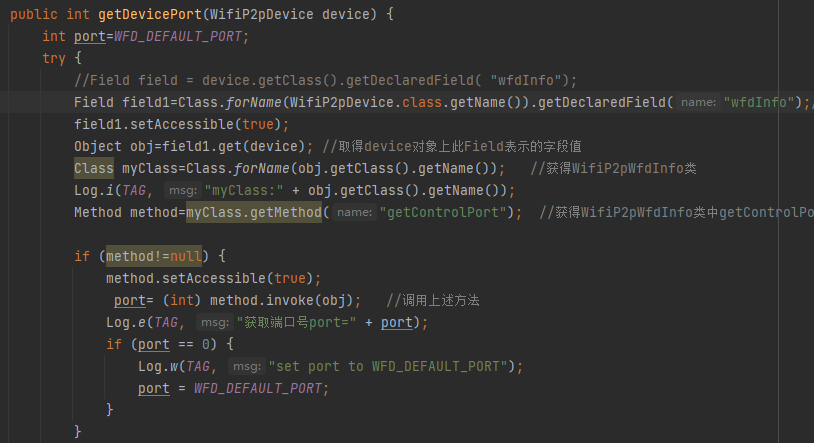 public int getDevicePort(WifiP2pDevice device) {
int port=WFD_DEFAULT_PORT;
try {
//Field field = device.getClass().getDeclaredField( "wfdInfo");
Field field1=Class.forName(WifiP2pDevice.class.getName()).getDeclaredField( name: "wfdInfo");/
field1.setAccessible(true);
Object obj=field1.get(device); //取得device对象上此Field表示的字段值
Class myClass=Class.forName(obj.getClass().getName()); //获得WifiP2pWfdInfo类
Log.i(TAG, msg: "myClass:" + obj.getClass().getName());
Method method=myClass.getMethod( name: "getControlPort"); //获得WifiP2pWfdInfo类中getControlPo
if (method!=null) {
method.setAccessible(true);
port= (int) method.invoke(obj); //调用上述方法
Log.e(TAG, msg: "获取端口号port=" + port);
if (port == 0) {
Log.w(TAG, msg: "set port to WFD_DEFAULT_PORT");
port = WFD_DEFAULT_PORT;
}
}